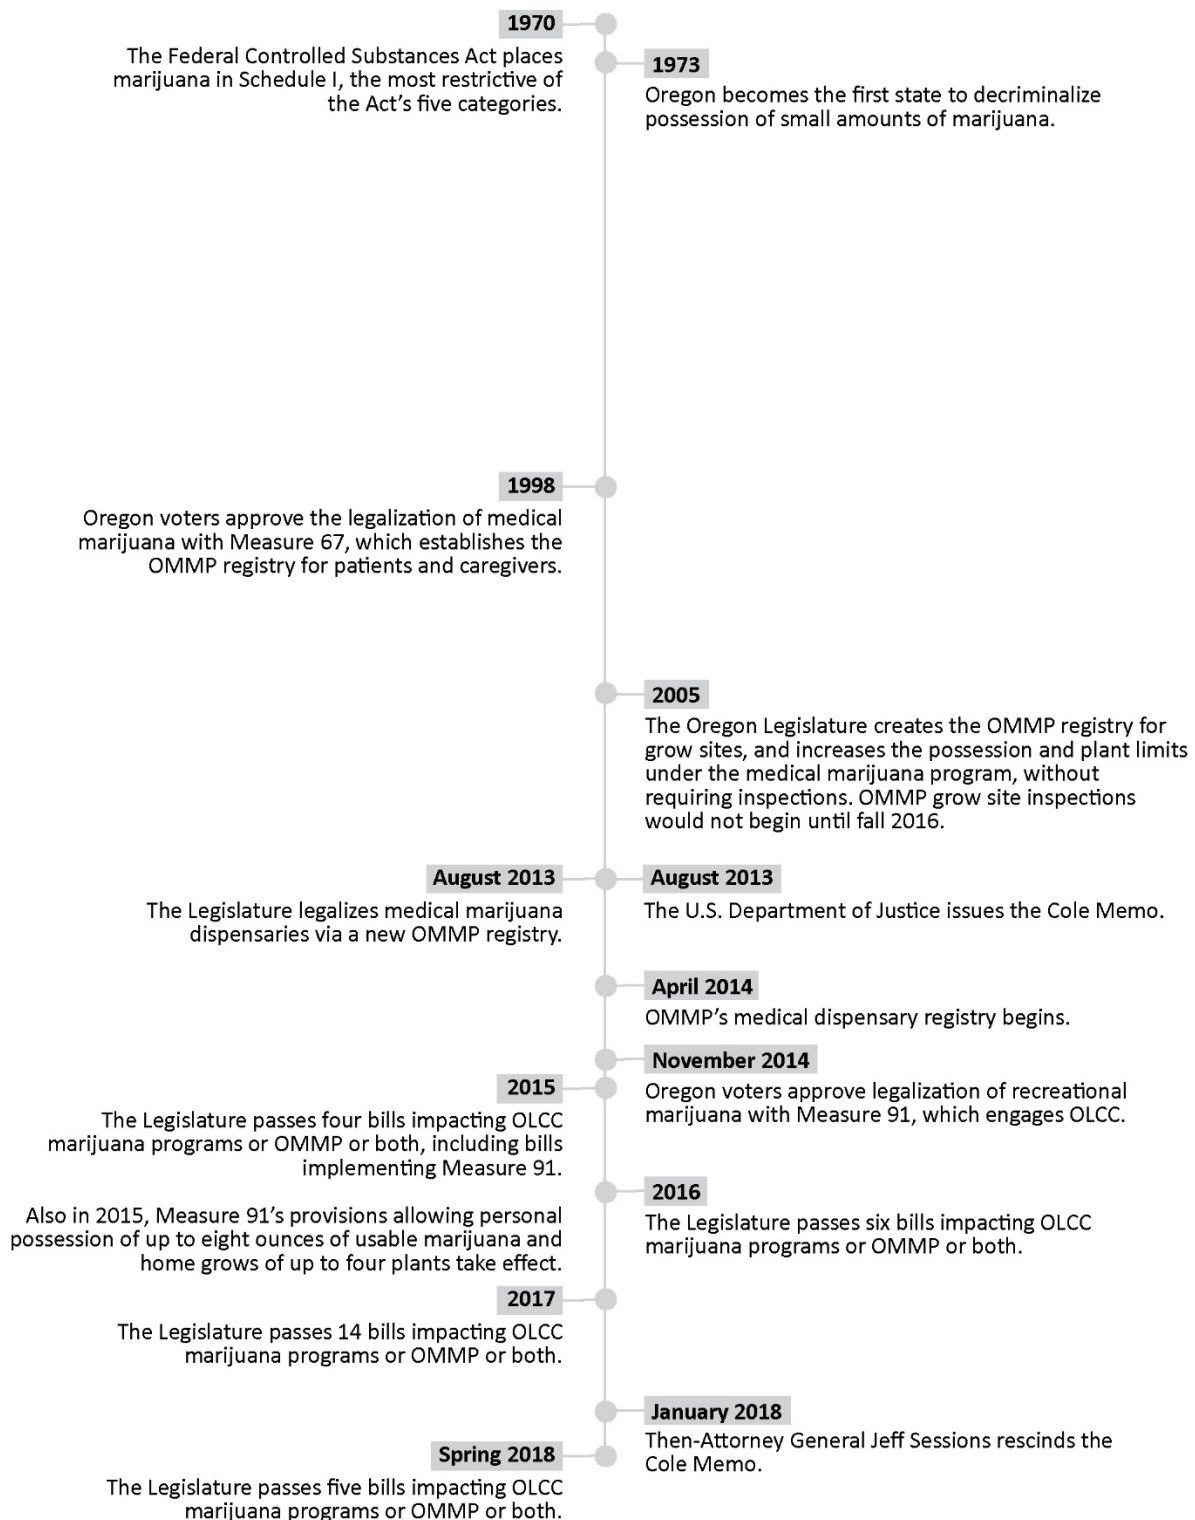 1970
The Federal Controlled Substances Act places
marijuana in Schedule I, the most restrictive of
the Act's five categories.
1973
Oregon becomes the first state to decriminalize
possession of small amounts of marijuana.
1998
Oregon voters approve the legalization of medical
marijuana with Measure 67, which establishes the
OMMP registry for patients and caregivers.
2005
The Oregon Legislature creates the OMMP registry for
grow sites, and increases the possession and plant limits
under the medical marijuana program, without
requiring inspections. OMMP grow site inspections
would not begin until fall 2016.
August 2013
The Legislature legalizes medical marijuana
dispensaries via a new OMMP registry.
August 2013
The U.S. Department of Justice issues the Cole Memo.
April 2014
OMMP's medical dispensary registry begins.
November 2014
Oregon voters approve legalization of recreational
marijuana with Measure 91, which engages OLCC.
2015
The Legislature passes four bills impacting OLCC
marijuana programs or OMMP or both, including bills
implementing Measure 91.
Also in 2015, Measure 91's provisions allowing personal
possession of up to eight ounces of usable marijuana and
home grows of up to four plants take effect.
2016
The Legislature passes six bills impacting OLCC
marijuana programs or OMMP or both.
2017
The Legislature passes 14 bills impacting OLCC
marijuana programs or OMMP or both.
January 2018
Then-Attorney General Jeff Sessions rescinds the
Cole Memo.
Spring 2018
The Legislature passes five bills impacting OLCC
marijuana programs or OMMP or both.